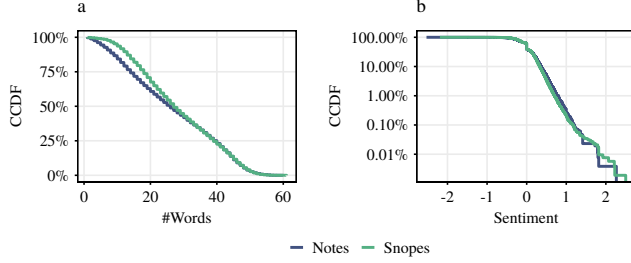 a
CCDF
100%
75%
50%
25%
0%
0 20 40 60
#Words
b
CCDF
100.00%
10.00%
1.00%
0.10%
0.01%
-2 -1 0 1 2
Sentiment
Notes Snopes